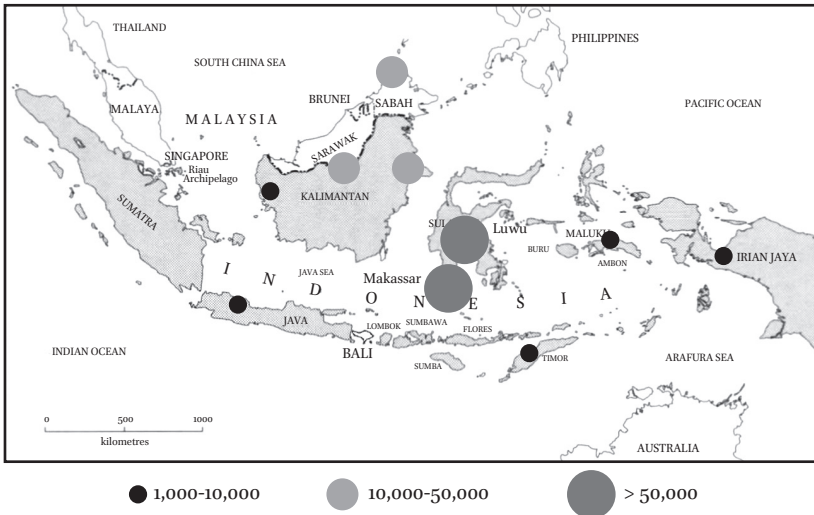 THAILAND
PHILIPPINES
SOUTH CHINA SEA
BRUNEI
SABAH
PACIFIC OCEAN
MALAYA
MALAYSIA
SARAWAK
SINGAPORE
Riau
Archipelago
KALIMANTAN
SUMATRA
SUL
Luwu
MALUKU
BURU
AMBON
IRIAN JAYA
JAVA SEA
Makassar
INDONESIA
JAVA
LOMBOK
SUMBAWA
FLORES
BALI
SUMBA
TIMOR
INDIAN OCEAN
ARAFURA SEA
0 500 1000
kilometres
AUSTRALIA
1,000-10,000 10,000-50,000 > 50,000